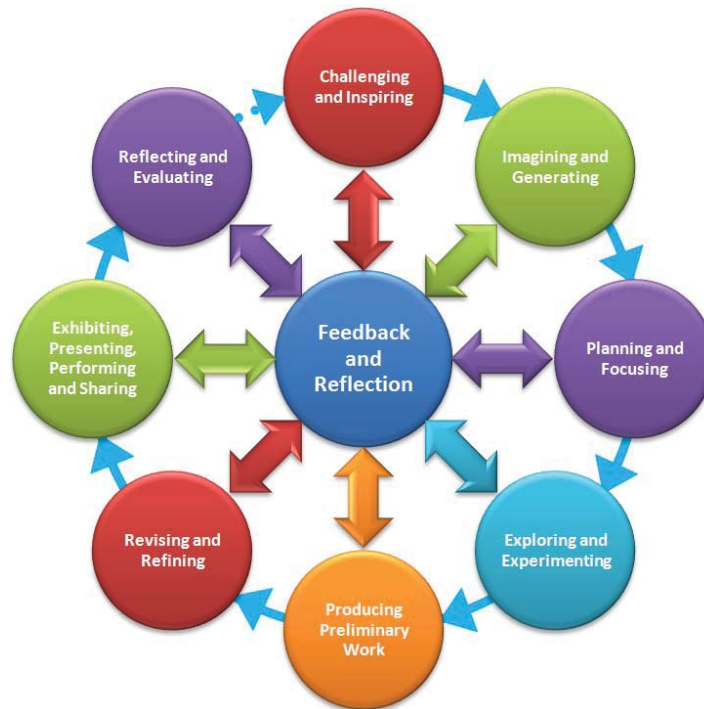 Challenging
and Inspiring
Imagining and
Generating
Planning and
Focusing
Exploring and
Experimenting
Producing
Preliminary
Work
Revising and
Refining
Exhibiting,
Presenting,
Performing
and Sharing
Reflecting and
Evaluating
Feedback
and
Reflection